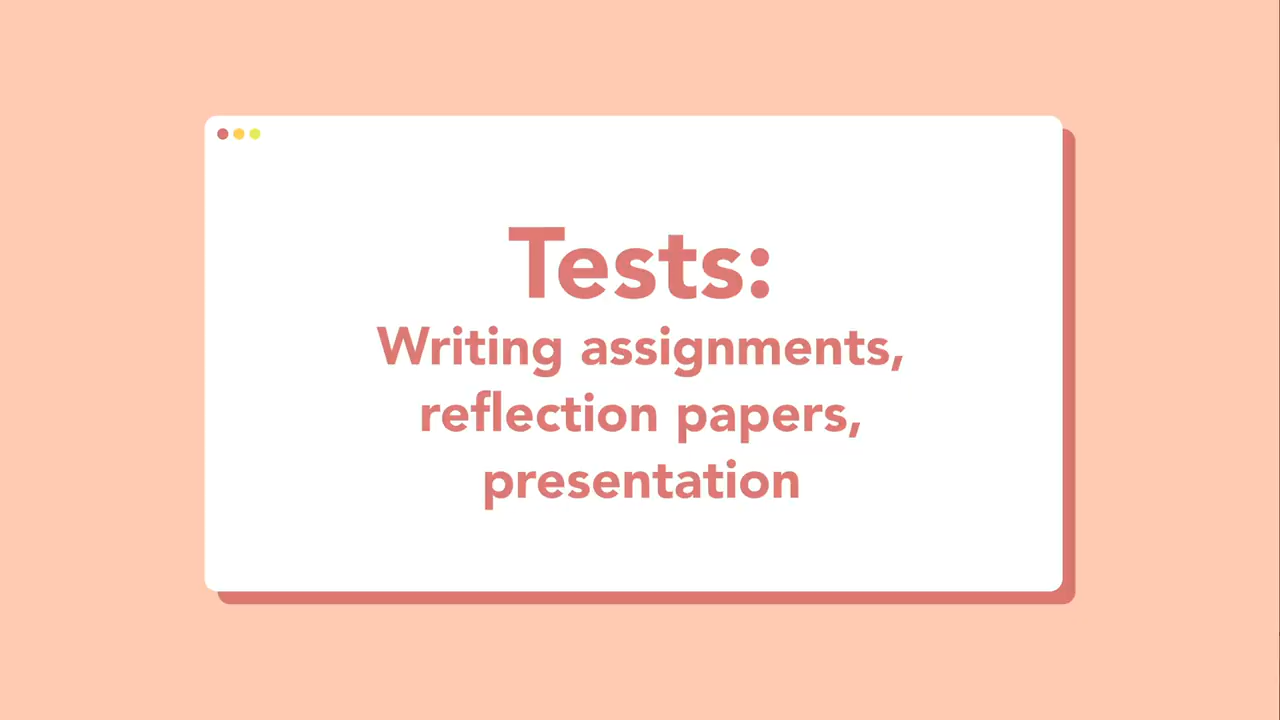 Tests:
Writing assignments,
reflection papers,
presentation